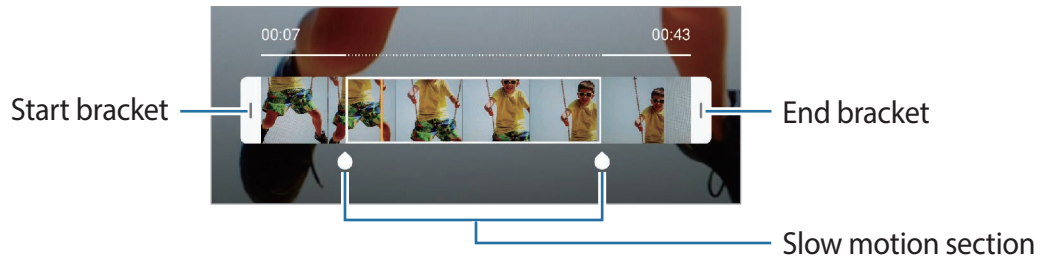 00:07
00:43
Start bracket
End bracket
Slow motion section